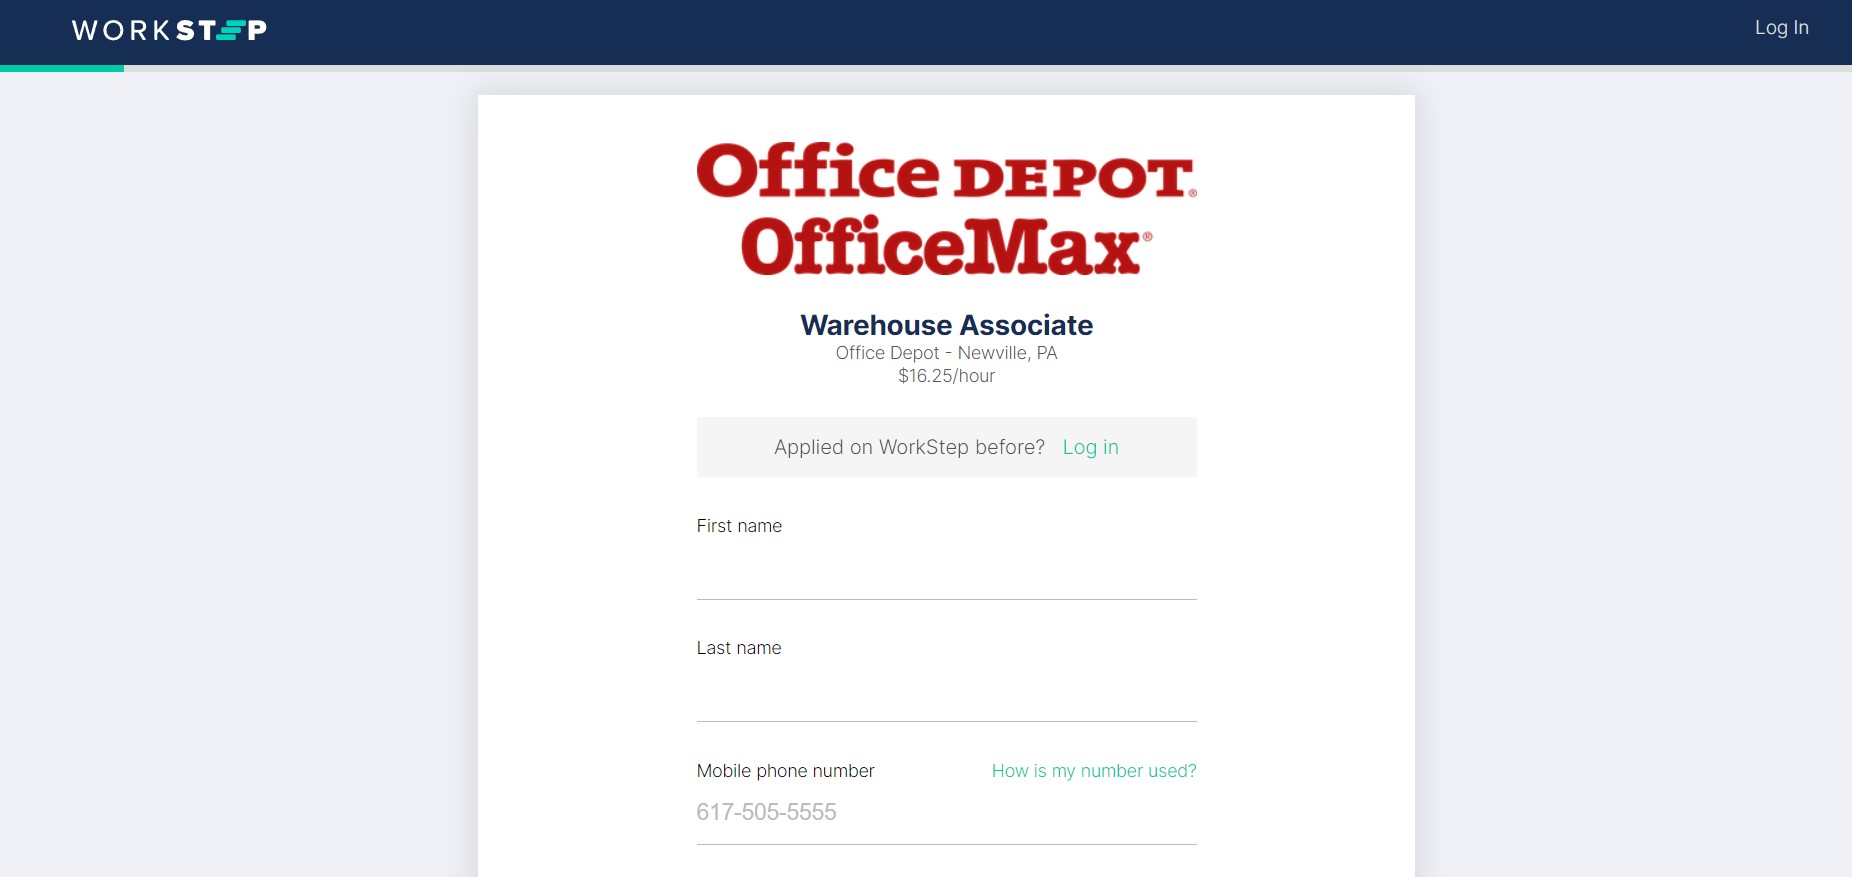 WORKSTEP
Log In
Office DEPOT®
OfficeMax®
Warehouse Associate
Office Depot - Newville, PA
$16.25/hour
Applied on WorkStep before? Log in
First name
Last name
Mobile phone number How is my number used?
617-505-5555